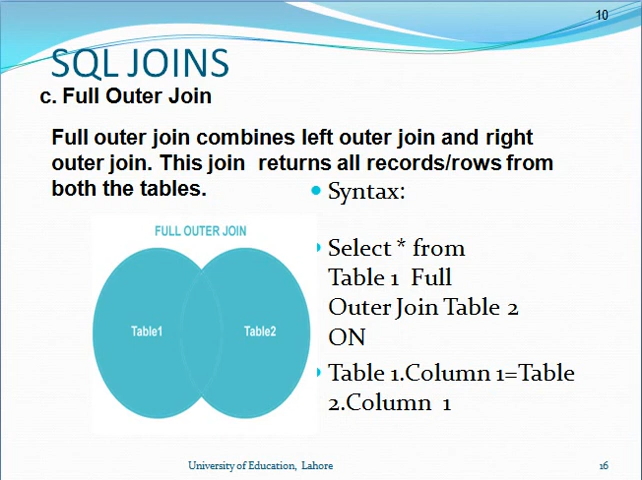 10
SQL JOINS
c. Full Outer Join
Full outer join combines left outer join and right
outer join. This join returns all records/rows from
both the tables.
Syntax:
FULL OUTER JOIN
Table1
Table2
Select * from
Table 1 Full
Outer Join Table 2
ON
Table 1.Column 1=Table
2.Column 1
University of Education, Lahore
16